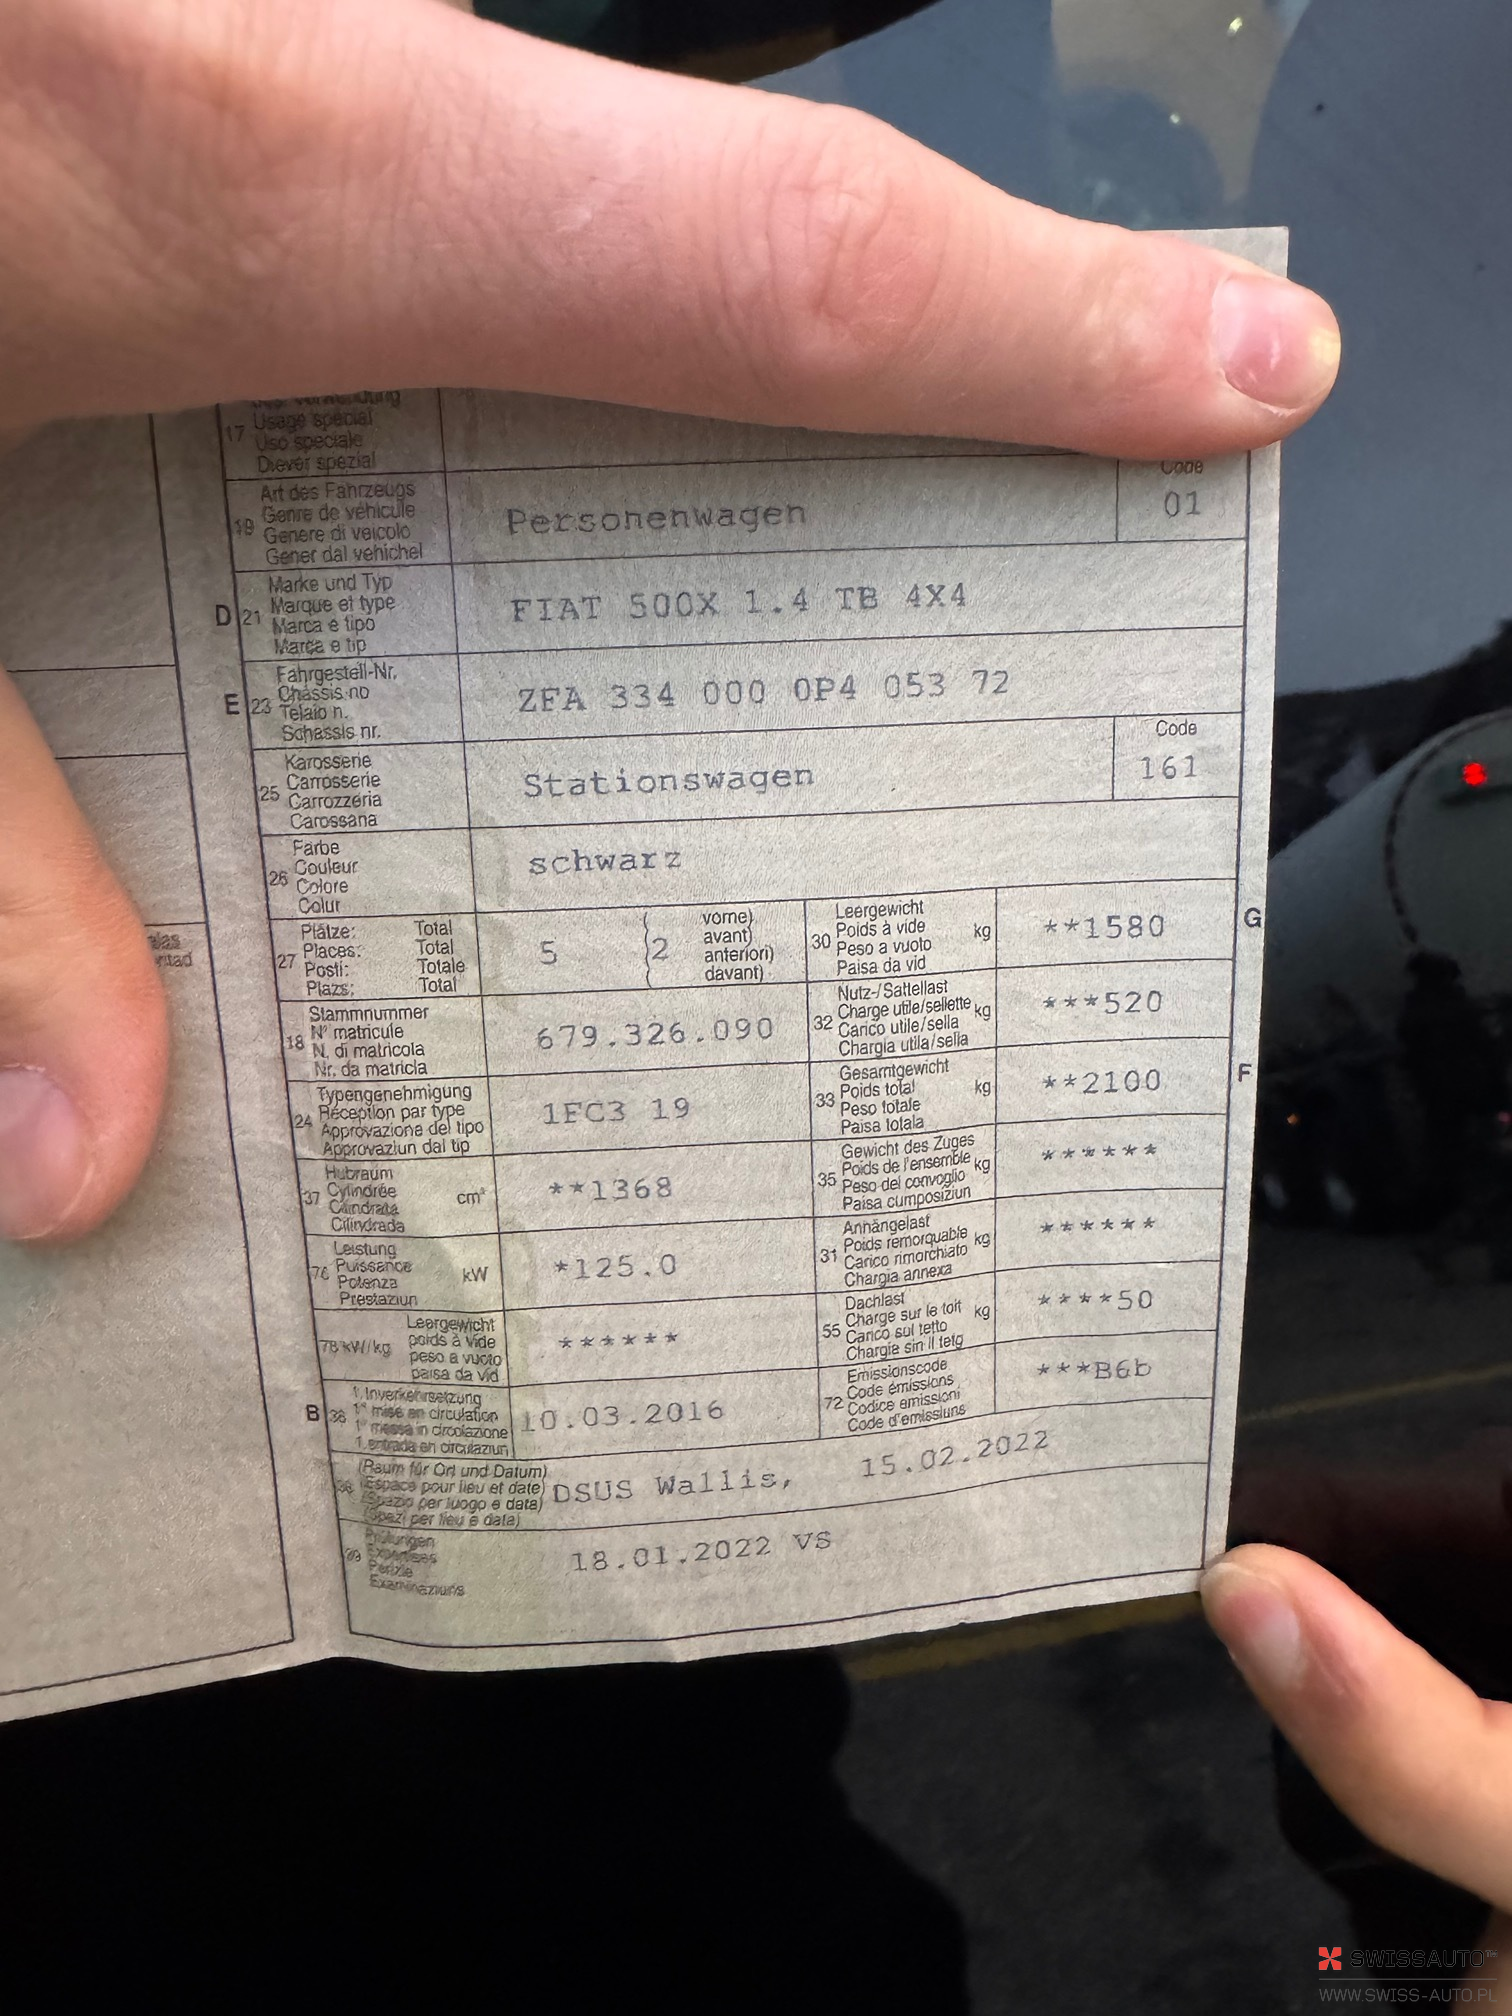 17 Usage spécial
Uso speciale
Diever spezial
19 Art des Fahrzeugs
Genre de véhicule
Genere di veicolo
Gener dal vehichel
Personenwagen
Code
01
D 21 Marke und Typ
Marque et type
Marca e tipo
Marca e tip
FIAT 500X 1.4 TB 4X4
E 23 Fahrgestell-Nr.
Châssis no
Telaio n.
Schassis nr.
ZFA 334 000 0P4 053 72
25 Karosserie
Carrosserie
Carrozzeria
Carossaria
Stationswagen
Code
161
26 Farbe
Couleur
Colore
Colur
schwarz
27 Plätze: Total
Places: Total
Posti: Totale
Plazs: Total
5 ( 2 vorne)
avant)
anteriori)
davant)
30 Leergewicht
Poids à vide kg
Peso a vuoto
Paisa da vid
**1580
G
18 Stammnummer
N° matricule
N. di matricola
Nr. da matricla
679.326.090
32 Nutz-/Sattellast
Charge utile/sellette kg
Carico utile/sella
Chargia utila/sella
***520
24 Typengenehmigung
Réception par type
Approvazione del tipo
Approvaziun dal tip
1FC3 19
33 Gesamtgewicht
Poids total kg
Peso totale
Paisa totala
**2100
F
37 Hubraum
Cylindrée cm³
Cilindrata
Cilindrada
**1368
35 Gewicht des Zuges
Poids de l'ensemble kg
Peso del convoglio
Paisa cumposiziun
******
76 Leistung
Puissance kW
Potenza
Prestaziun
*125.0
31 Anhängelast
Poids remorquable kg
Carico rimorchiato
Chargia annexa
******
78 kW/kg Leergewicht
poids à vide
peso a vuoto
paisa da vid
******
55 Dachlast
Charge sur le toit kg
Carico sul tetto
Chargia sin il tetg
****50
B 36 1. Inverkehrsetzung
1re mise en circulation
1a messa in circolazione
1. entrada en circulaziun
10.03.2016
72 Emissionscode
Code émissions
Codice emissioni
Code d'emissiuns
***B6b
38 (Raum für Ort und Datum)
(Espace pour lieu et date)
(Spazio per luogo e data)
(Spazi per lieu e data)
DSUS Wallis, 15.02.2022
39 Prüfungen
Expertises
Perizie
Examinaziuns
18.01.2022 VS
SWISSAUTO
WWW.SWISS-AUTO.PL